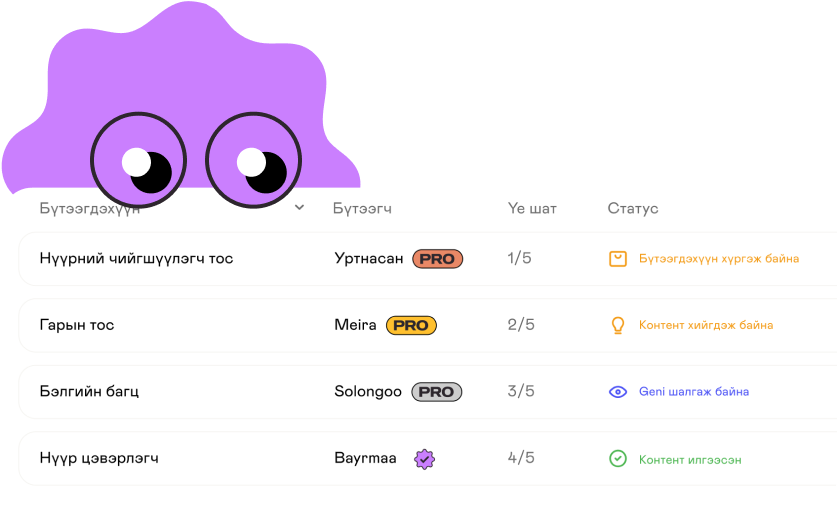 Бүтээгдэхүүн Бүтээгч Үе шат Статус
Нүүрний чийгшүүлэгч тос Уртнасан PRO 1/5 Бүтээгдэхүүн хүргэж байна
Гарын тос Meira PRO 2/5 Контент хийгдэж байна
Бэлгийн багц Solongoo PRO 3/5 Geni шалгаж байна
Нүүр цэвэрлэгч Bayrmaa 4/5 Контент илгээсэн